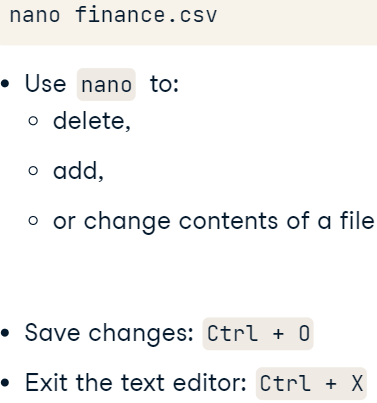 nano finance.csv
• Use nano to:
◦ delete,
◦ add,
◦ or change contents of a file
• Save changes: Ctrl + O
• Exit the text editor: Ctrl + X